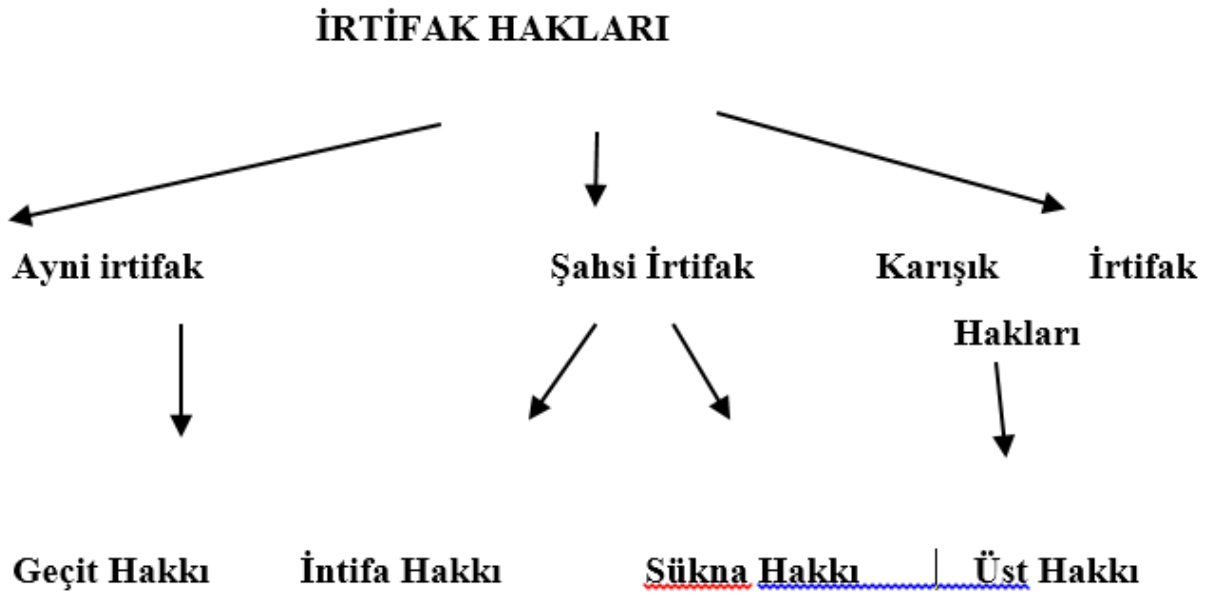 İRTİFAK HAKLARI
Ayni irtifak Şahsi İrtifak Karışık İrtifak
Hakları
Geçit Hakkı İntifa Hakkı Sükna Hakkı Üst Hakkı